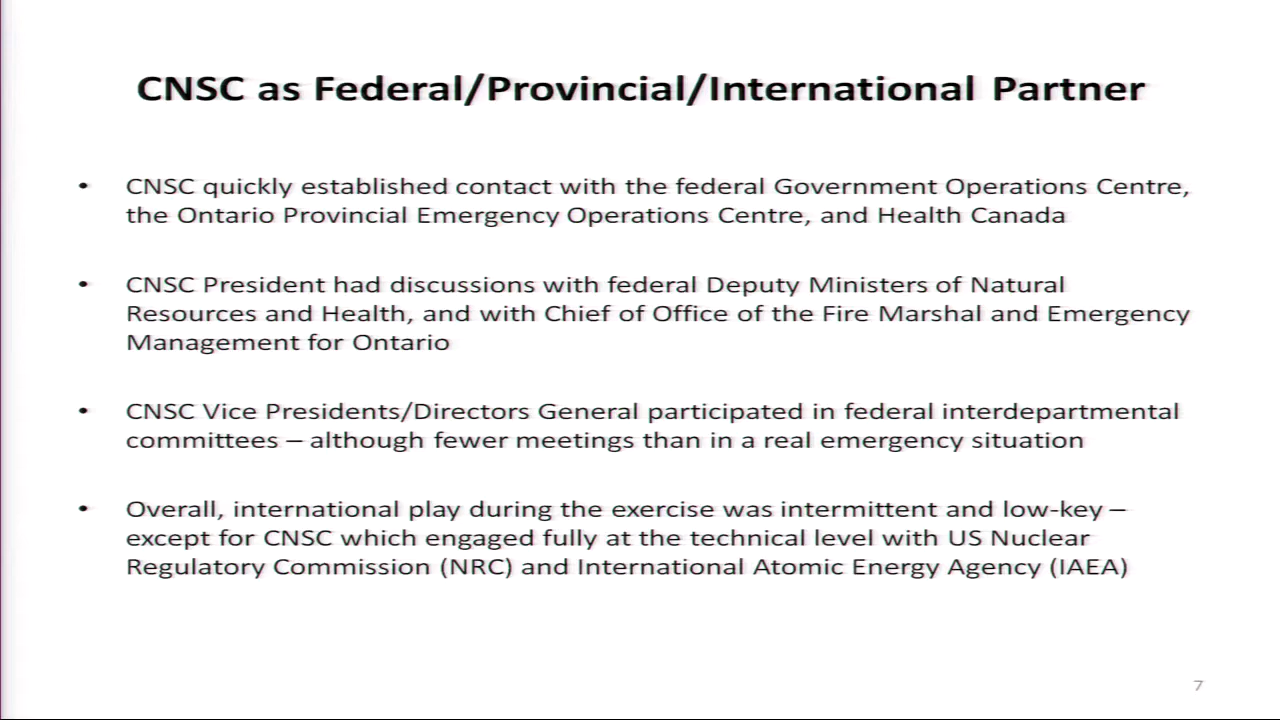 CNSC as Federal/Provincial/International Partner
• CNSC quickly established contact with the federal Government Operations Centre,
the Ontario Provincial Emergency Operations Centre, and Health Canada
• CNSC President had discussions with federal Deputy Ministers of Natural
Resources and Health, and with Chief of Office of the Fire Marshal and Emergency
Management for Ontario
• CNSC Vice Presidents/Directors General participated in federal interdepartmental
committees – although fewer meetings than in a real emergency situation
• Overall, international play during the exercise was intermittent and low-key –
except for CNSC which engaged fully at the technical level with US Nuclear
Regulatory Commission (NRC) and International Atomic Energy Agency (IAEA)
7